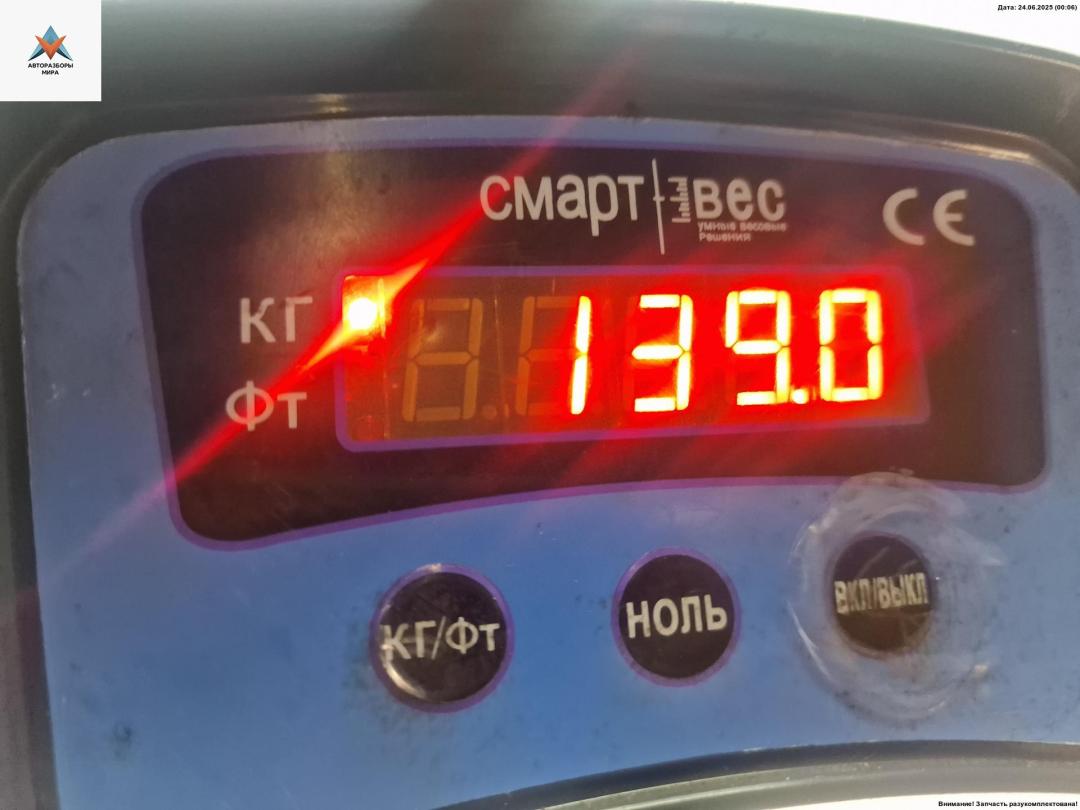 Дата: 24.06.2025 (00:06)
АВТОРАЗБОРЫ
МИРА
смарт вес
умные весовые
Решения
CE
КГ
139.0
Фт
КГ/Фт
НОЛЬ
ВКЛ/ВЫКЛ
Внимание! Запчасть разукомплектована!